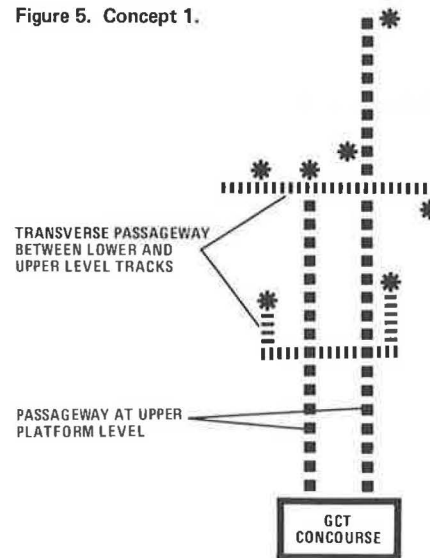 Figure 5. Concept 1.
TRANSVERSE PASSAGEWAY
BETWEEN LOWER AND
UPPER LEVEL TRACKS
PASSAGEWAY AT UPPER
PLATFORM LEVEL
GCT
CONCOURSE